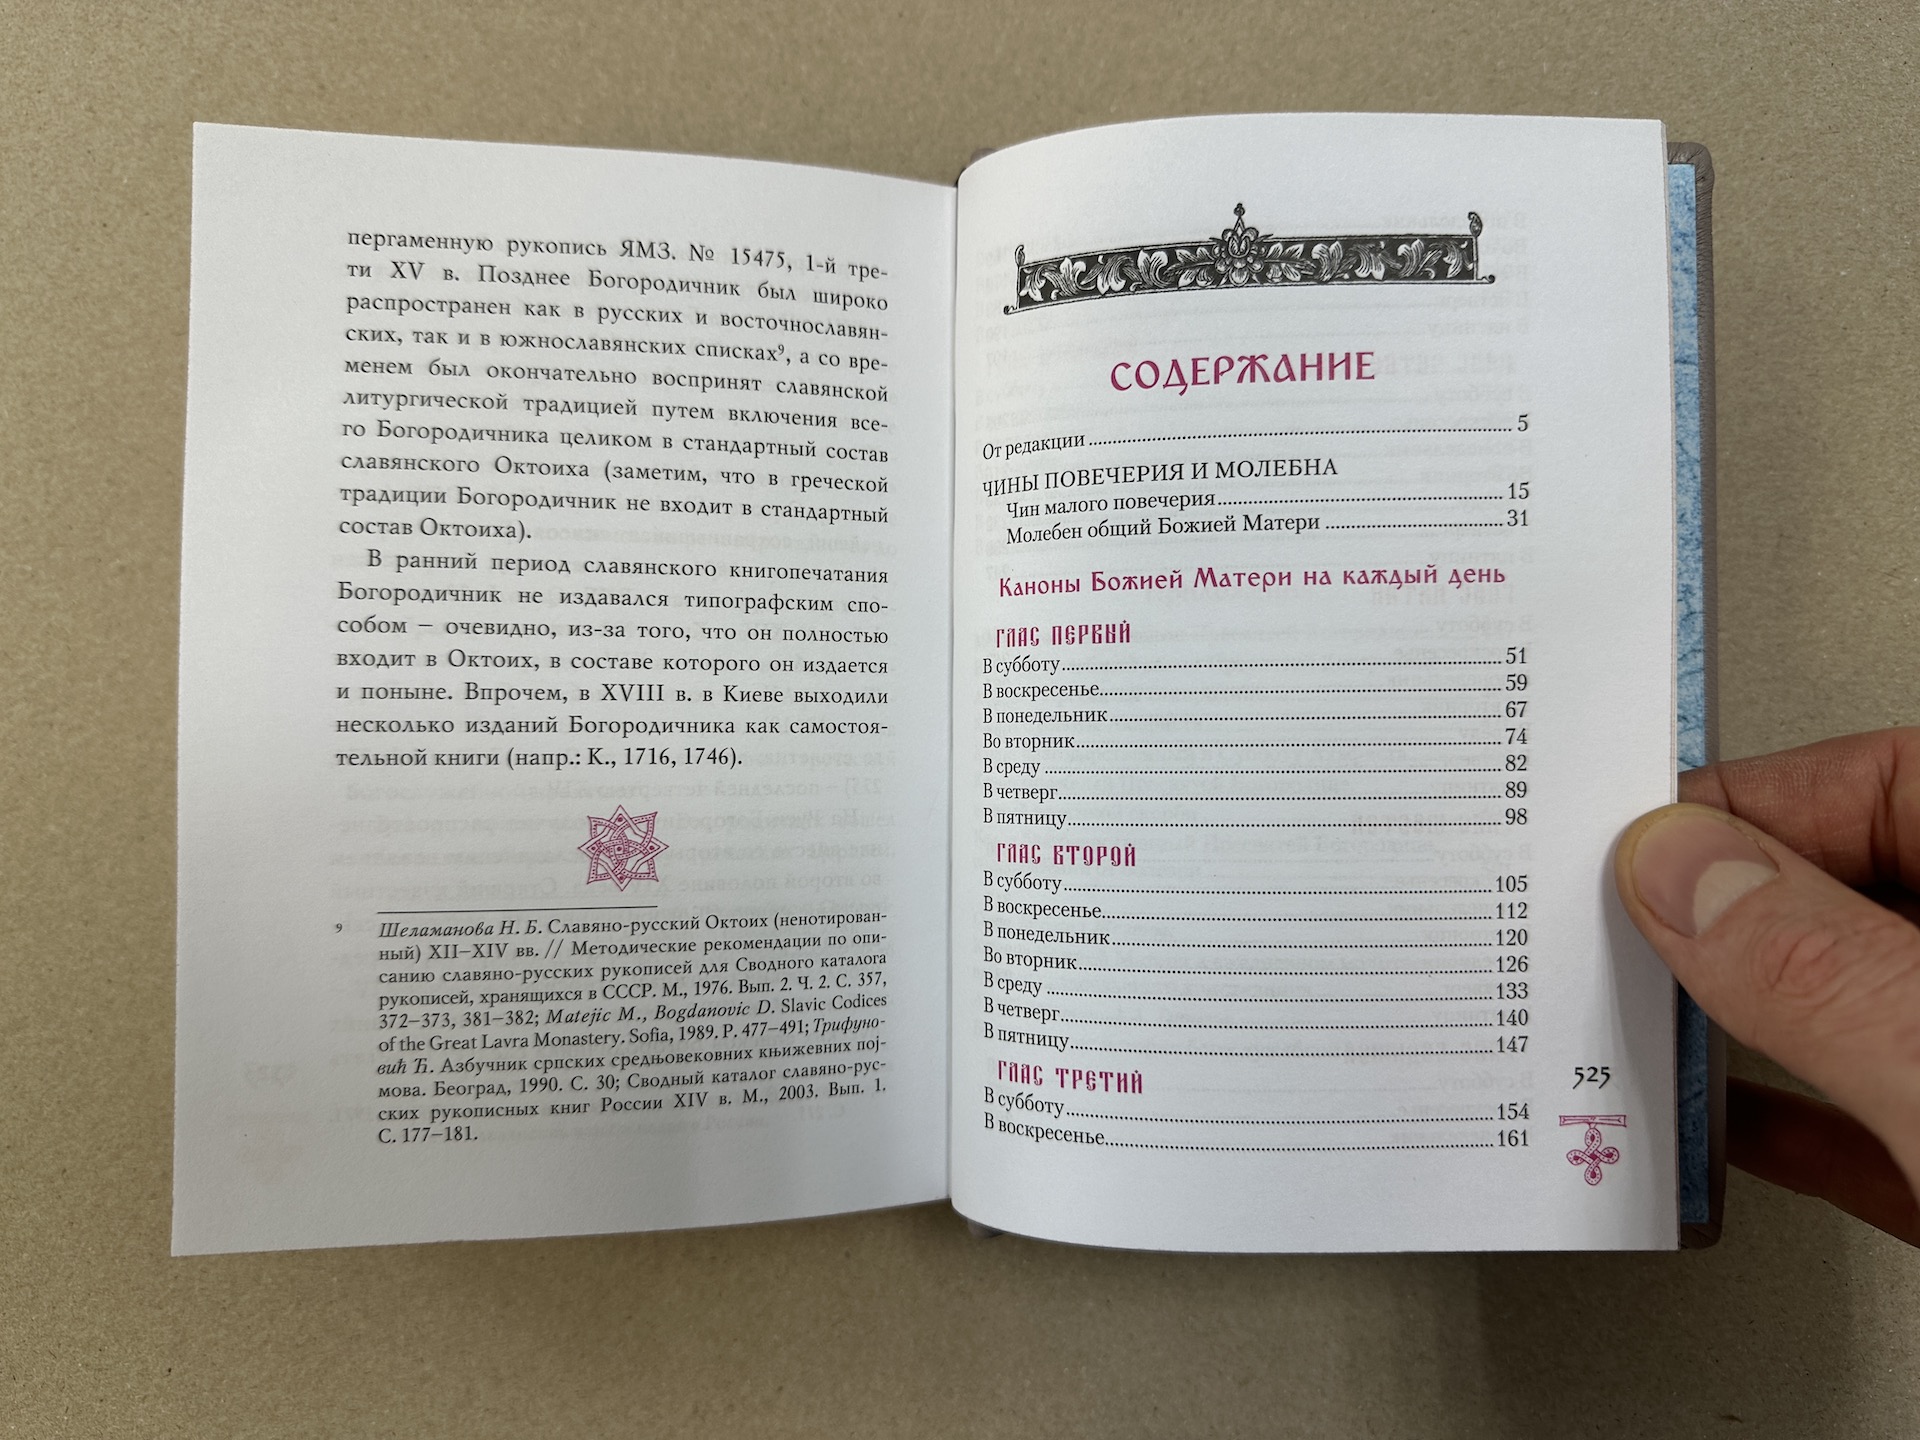 пергаменную рукопись ЯМЗ. № 15475, 1-й тре-
ти XV в. Позднее Богородичник был широко
распространен как в русских и восточнославян-
ских, так и в южнославянских списках⁹, а со вре-
менем был окончательно воспринят славянской
литургической традицией путем включения все-
го Богородичника целиком в стандартный состав
славянского Октоиха (заметим, что в греческой
традиции Богородичник не входит в стандартный
состав Октоиха).
В ранний период славянского книгопечатания
Богородичник не издавался типографским спо-
собом – очевидно, из-за того, что он полностью
входит в Октоих, в составе которого он издается
и поныне. Впрочем, в XVIII в. в Киеве выходили
несколько изданий Богородичника как самостоя-
тельной книги (напр.: К., 1716, 1746).
⁹ Шеламанова Н. Б. Славяно-русский Октоих (ненотирован-
ный) XII–XIV вв. // Методические рекомендации по опи-
санию славяно-русских рукописей для Сводного каталога
рукописей, хранящихся в СССР. М., 1976. Вып. 2. Ч. 2. С. 357,
372–373, 381–382; Matejic M., Bogdanovic D. Slavic Codices
of the Great Lavra Monastery. Sofia, 1989. P. 477–491; Трифуно-
вић Ђ. Азбучник српских средњовековних књижевних пој-
мова. Београд, 1990. С. 30; Сводный каталог славяно-рус-
ских рукописных книг России XIV в. М., 2003. Вып. 1.
С. 177–181.
СОДЕРЖАНИЕ
От редакции ........ 5
ЧИНЫ ПОВЕЧЕРИЯ И МОЛЕБНА
Чин малого повечерия ........ 15
Молебен общий Божией Матери ........ 31
Каноны Божией Матери на каждый день
ГЛАС ПЕРВЫЙ
В субботу ........ 51
В воскресенье ........ 59
В понедельник ........ 67
Во вторник ........ 74
В среду ........ 82
В четверг ........ 89
В пятницу ........ 98
ГЛАС ВТОРОЙ
В субботу ........ 105
В воскресенье ........ 112
В понедельник ........ 120
Во вторник ........ 126
В среду ........ 133
В четверг ........ 140
В пятницу ........ 147
ГЛАС ТРЕТИЙ
В субботу ........ 154
В воскресенье ........ 161
525